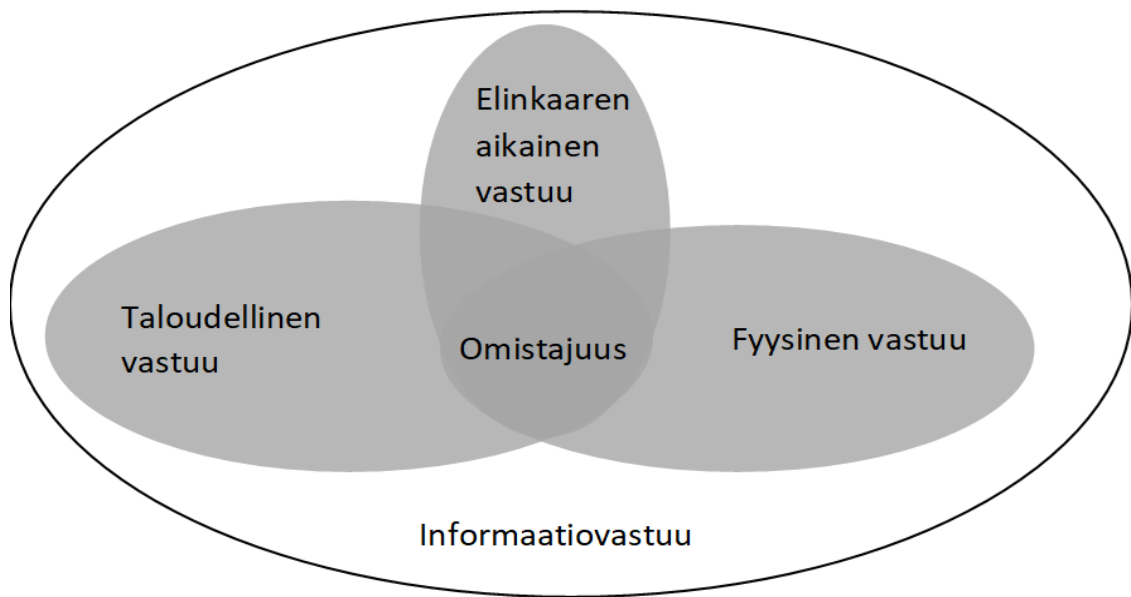 Elinkaaren
aikainen
vastuu
Taloudellinen
vastuu
Omistajuus
Fyysinen vastuu
Informaatiovastuu